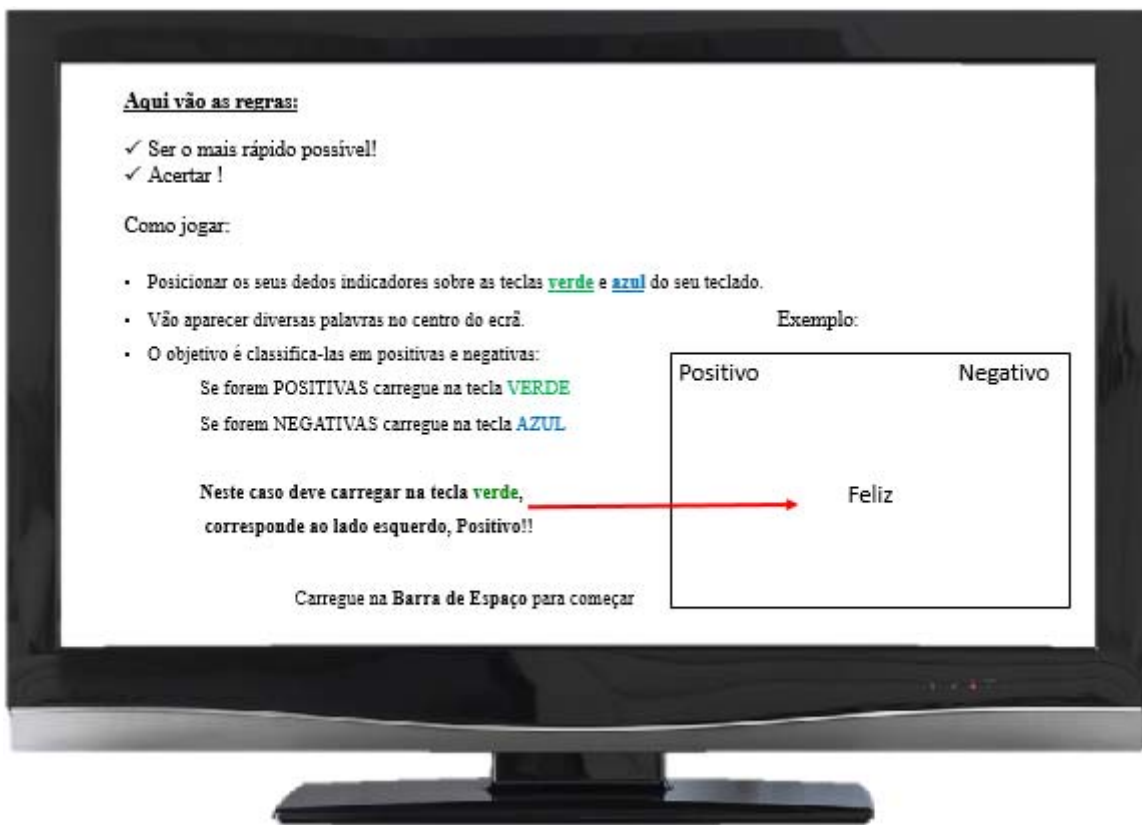 Aqui vão as regras:
✓ Ser o mais rápido possível!
✓ Acertar !
Como jogar:
• Posicionar os seus dedos indicadores sobre as teclas verde e azul do seu teclado.
• Vão aparecer diversas palavras no centro do ecrã.
• O objetivo é classifica-las em positivas e negativas:
Se forem POSITIVAS carregue na tecla VERDE
Se forem NEGATIVAS carregue na tecla AZUL
Neste caso deve carregar na tecla verde,
corresponde ao lado esquerdo, Positivo!!
Carregue na Barra de Espaço para começar
Exemplo:
Positivo Negativo
Feliz